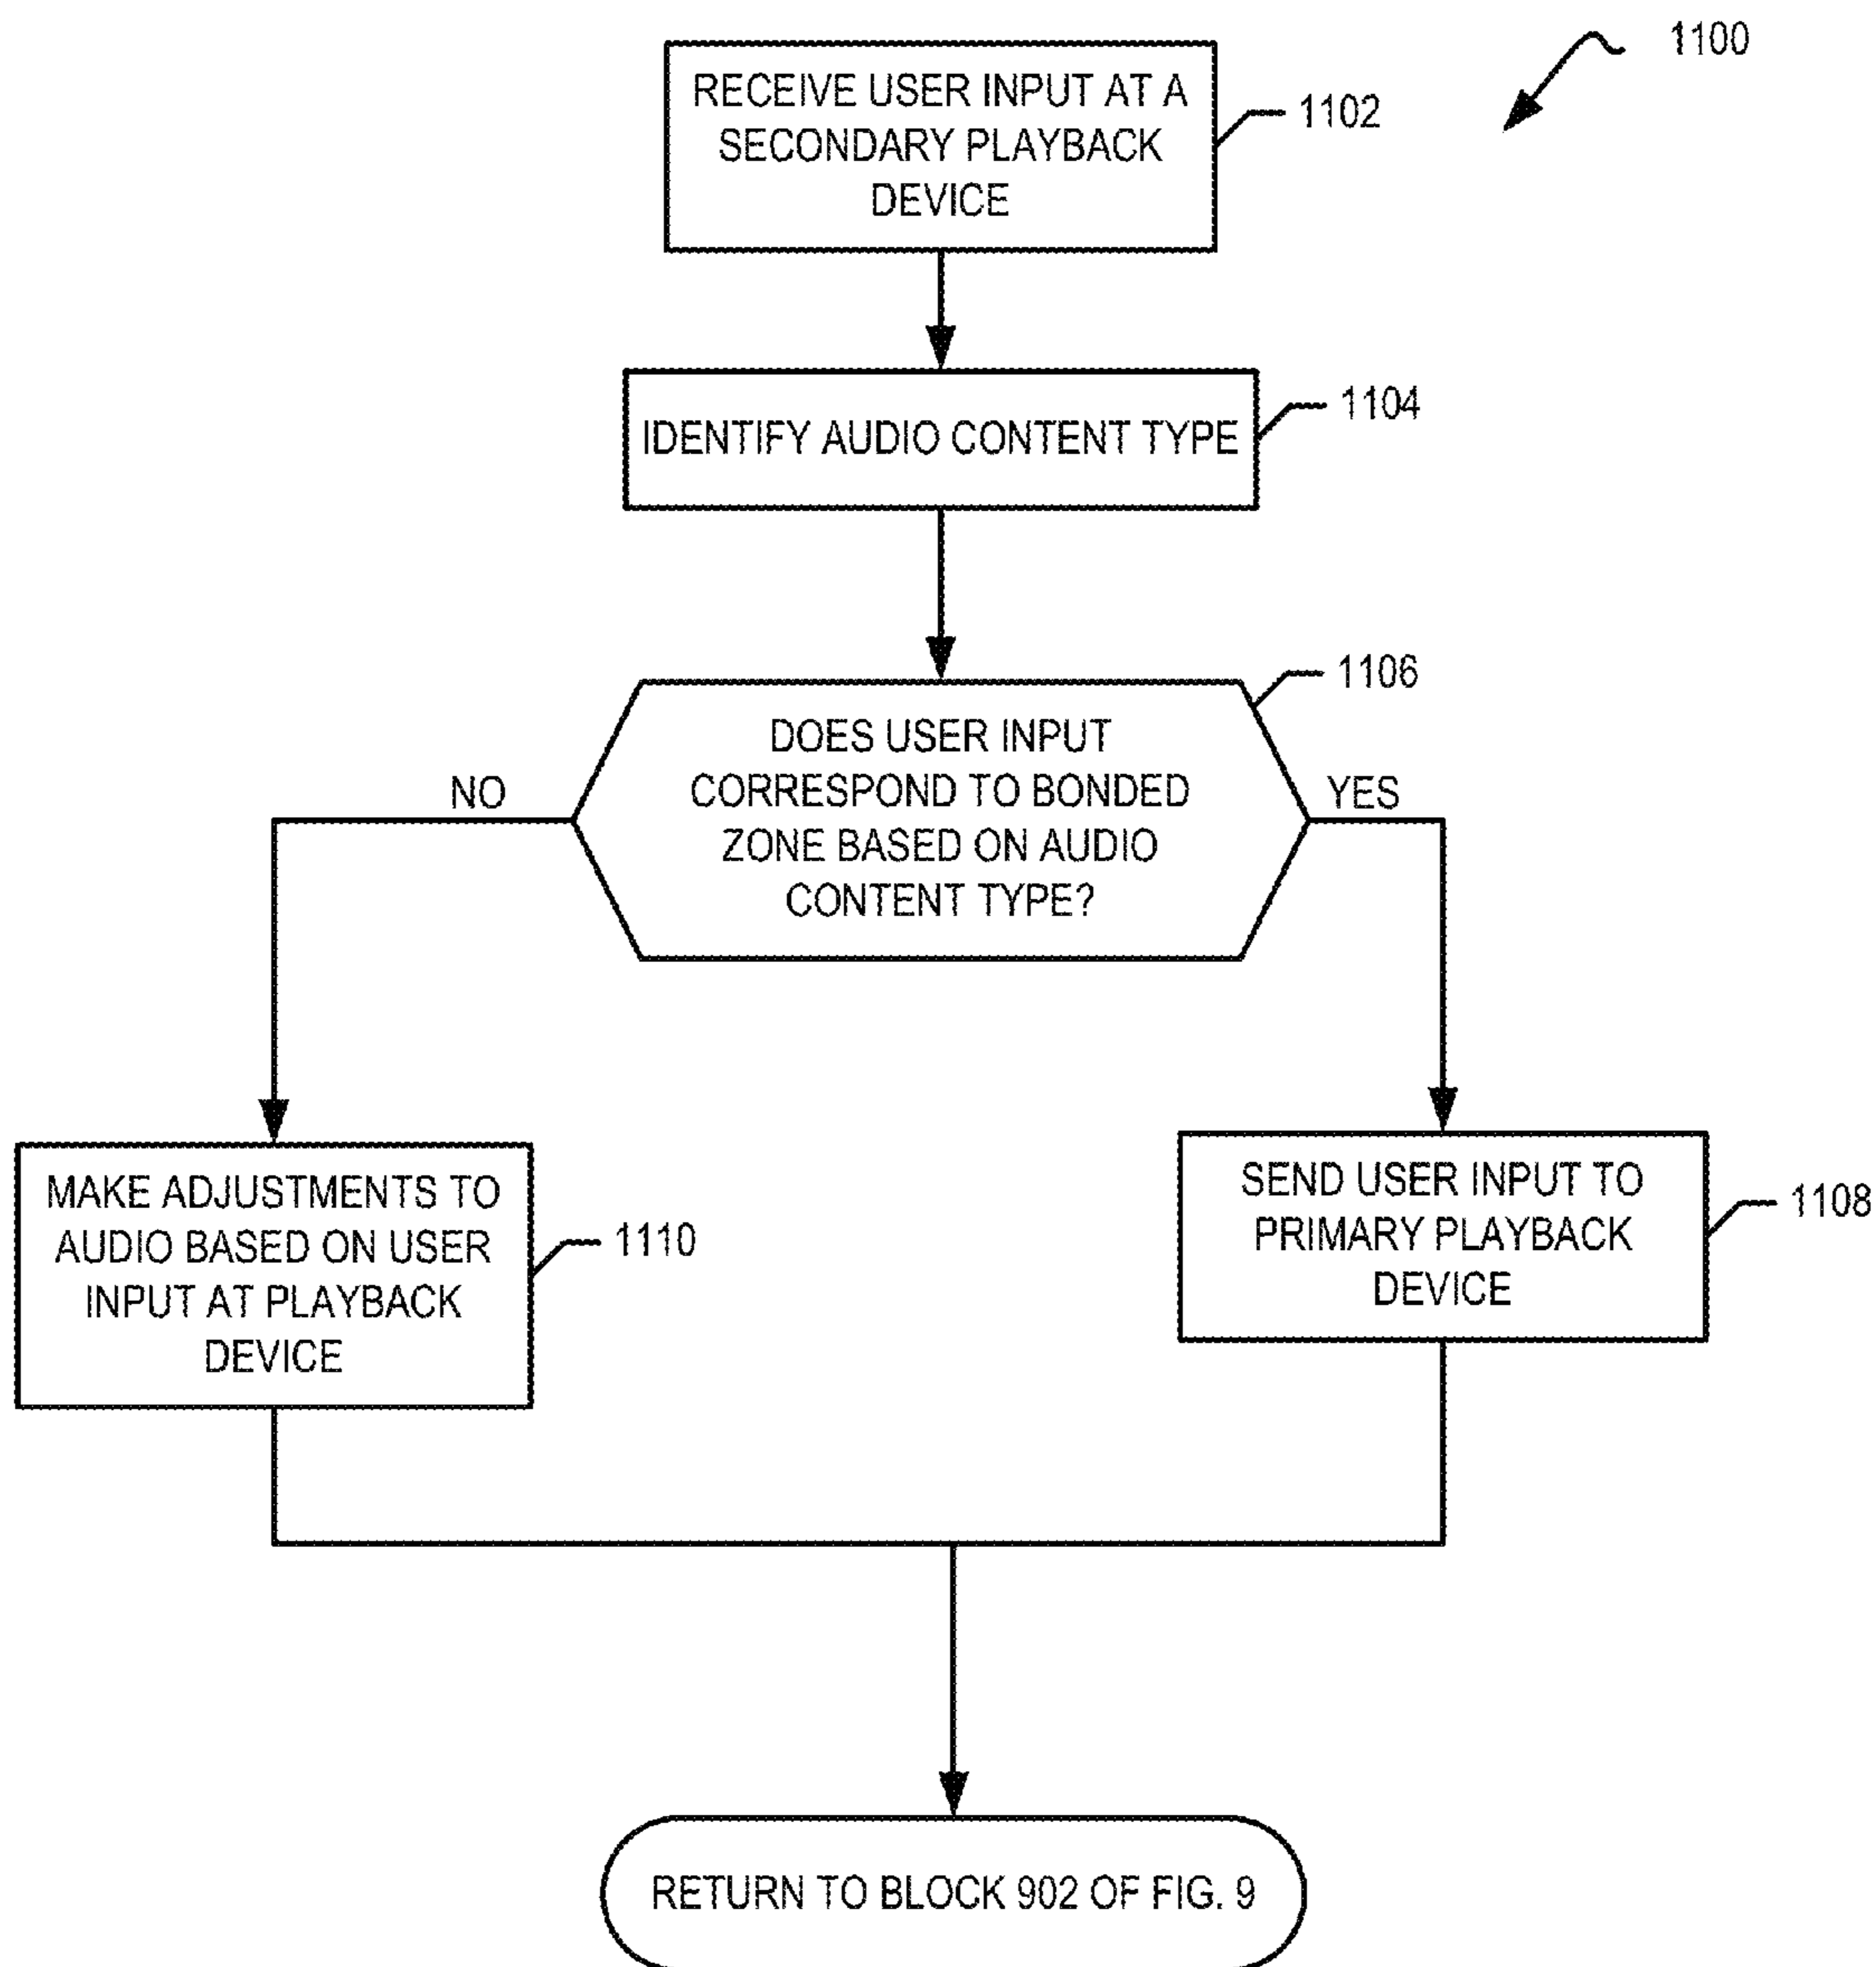 1100
RECEIVE USER INPUT AT A
SECONDARY PLAYBACK
DEVICE
1102
IDENTIFY AUDIO CONTENT TYPE
1104
1106
DOES USER INPUT
CORRESPOND TO BONDED
ZONE BASED ON AUDIO
CONTENT TYPE?
NO
YES
MAKE ADJUSTMENTS TO
AUDIO BASED ON USER
INPUT AT PLAYBACK
DEVICE
1110
SEND USER INPUT TO
PRIMARY PLAYBACK
DEVICE
1108
RETURN TO BLOCK 902 OF FIG. 9